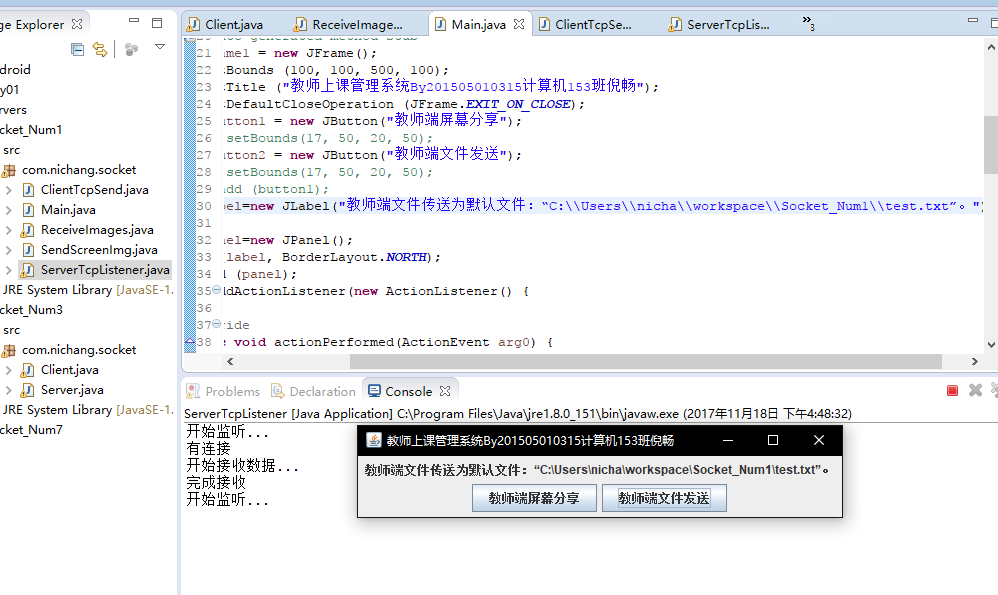 ge Explorer
Client.java
ReceiveImage...
Main.java
ClientTcpSe...
ServerTcpLis...
»3
droid
y01
rvers
cket_Num1
src
com.nichang.socket
ClientTcpSend.java
Main.java
ReceiveImages.java
SendScreenImg.java
ServerTcpListener.java
JRE System Library [JavaSE-1.
cket_Num3
src
com.nichang.socket
Client.java
Server.java
JRE System Library [JavaSE-1.
cket_Num7
21 amel = new JFrame();
22 tBounds (100, 100, 500, 100);
23 tTitle ("教师上课管理系统By201505010315计算机153班倪畅");
24 tDefaultCloseOperation (JFrame.EXIT_ON_CLOSE);
25 utton1 = new JButton("教师端屏幕分享");
26 setBounds(17, 50, 20, 50);
27 utton2 = new JButton("教师端文件发送");
28 setBounds(17, 50, 20, 50);
29 add (button1);
30 bel=new JLabel("教师端文件传送为默认文件：“C:\\Users\\nicha\\workspace\\Socket_Num1\\test.txt”。")
31
32 nel=new JPanel();
33 (label, BorderLayout.NORTH);
34 l (panel);
35 ddActionListener(new ActionListener() {
36
37 ride
38 c void actionPerformed(ActionEvent arg0) {
Problems
Declaration
Console
ServerTcpListener [Java Application] C:\Program Files\Java\jre1.8.0_151\bin\javaw.exe (2017年11月18日 下午4:48:32)
开始监听...
有连接
开始接收数据...
完成接收
开始监听...
教师上课管理系统By201505010315计算机153班倪畅
教师端文件传送为默认文件：“C:\Users\nicha\workspace\Socket_Num1\test.txt”。
教师端屏幕分享
教师端文件发送